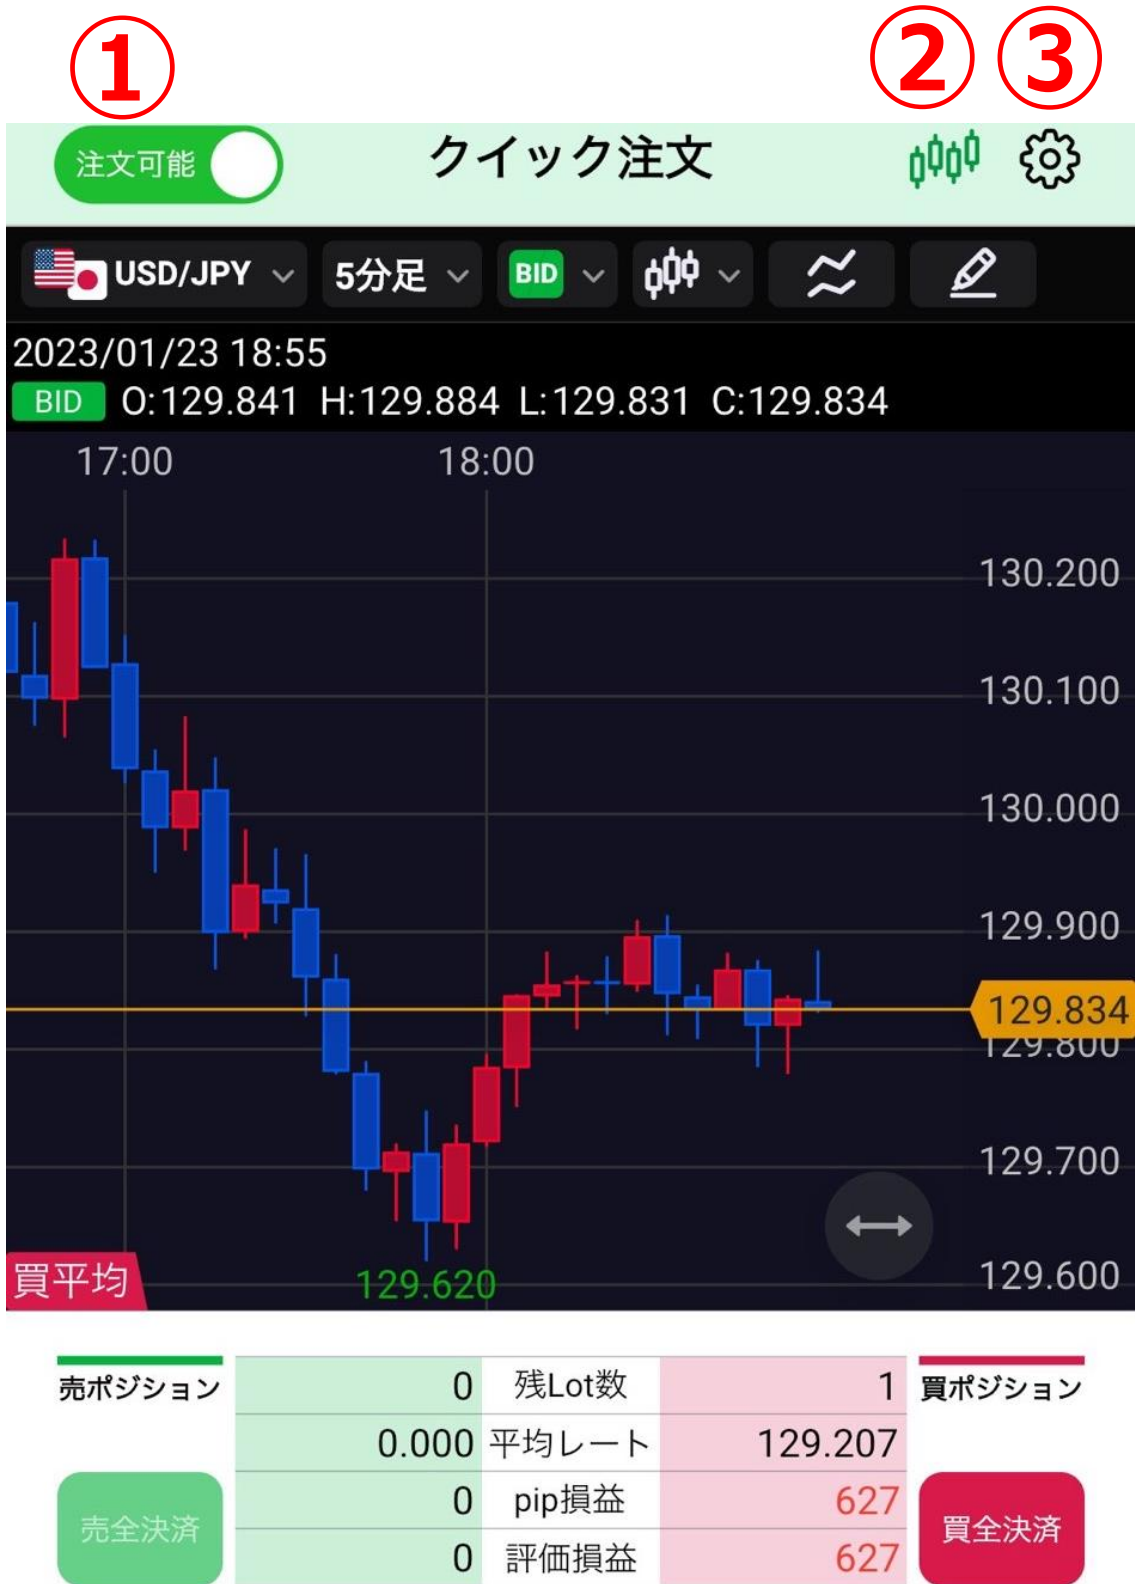 ① ② ③
注文可能 クイック注文
USD/JPY 5分足 BID
2023/01/23 18:55
BID O:129.841 H:129.884 L:129.831 C:129.834
17:00 18:00
130.200
130.100
130.000
129.900
129.834
129.800
129.700
買平均 129.620 129.600
売ポジション 0 残Lot数 1 買ポジション
0.000 平均レート 129.207
0 pip損益 627
売全決済 買全決済
0 評価損益 627